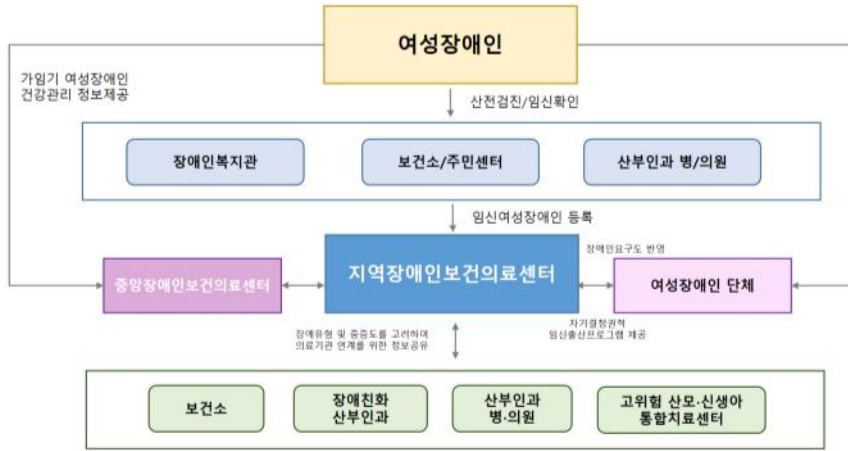 여성장애인
가임기 여성장애인
건강관리 정보제공
산전검진/임신확인
장애인복지관
보건소/주민센터
산부인과 병/의원
임신여성장애인 등록
중앙장애인보건의료센터
지역장애인보건의료센터
장애인요구도 반영
여성장애인 단체
장애유형 및 중증도를 고려하여
의료기관 연계를 위한 정보공유
자기결정권적
임신출산프로그램 제공
보건소
장애친화
산부인과
산부인과
병·의원
고위험 산모·신생아
통합치료센터